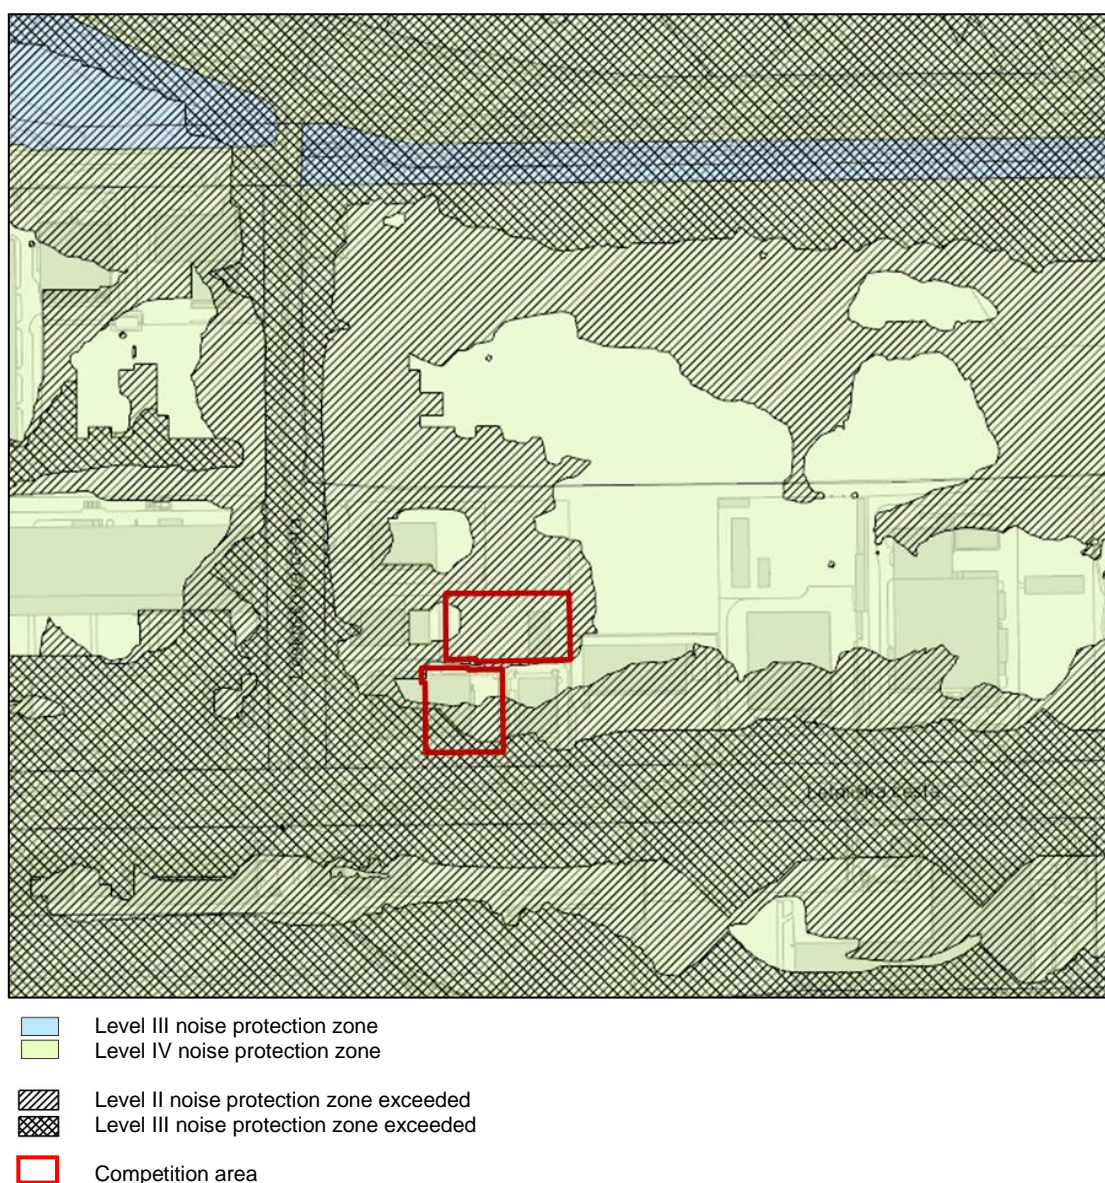 Level III noise protection zone
Level IV noise protection zone
Level II noise protection zone exceeded
Level III noise protection zone exceeded
Competition area